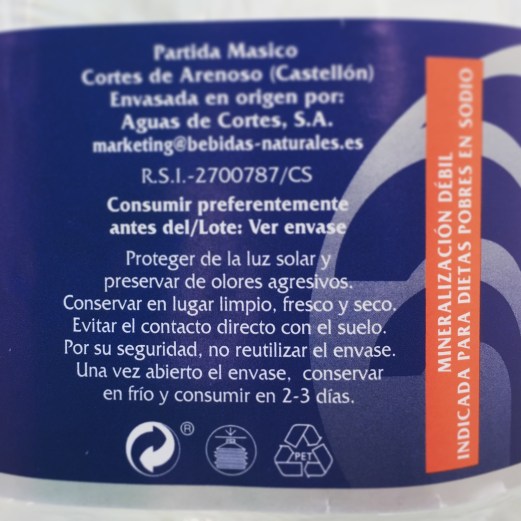 Partida Masico
Cortes de Arenoso (Castellón)
Envasada en origen por:
Aguas de Cortes, S.A.
marketing@bebidas-naturales.es
R.S.I.-2700787/CS
Consumir preferentemente
antes del/Lote: Ver envase
Proteger de la luz solar y
preservar de olores agresivos.
Conservar en lugar limpio, fresco y seco.
Evitar el contacto directo con el suelo.
Por su seguridad, no reutilizar el envase.
Una vez abierto el envase, conservar
en frío y consumir en 2-3 días.
®
PET
MINERALIZACIÓN DÉBIL
INDICADA PARA DIETAS POBRES EN SODIO